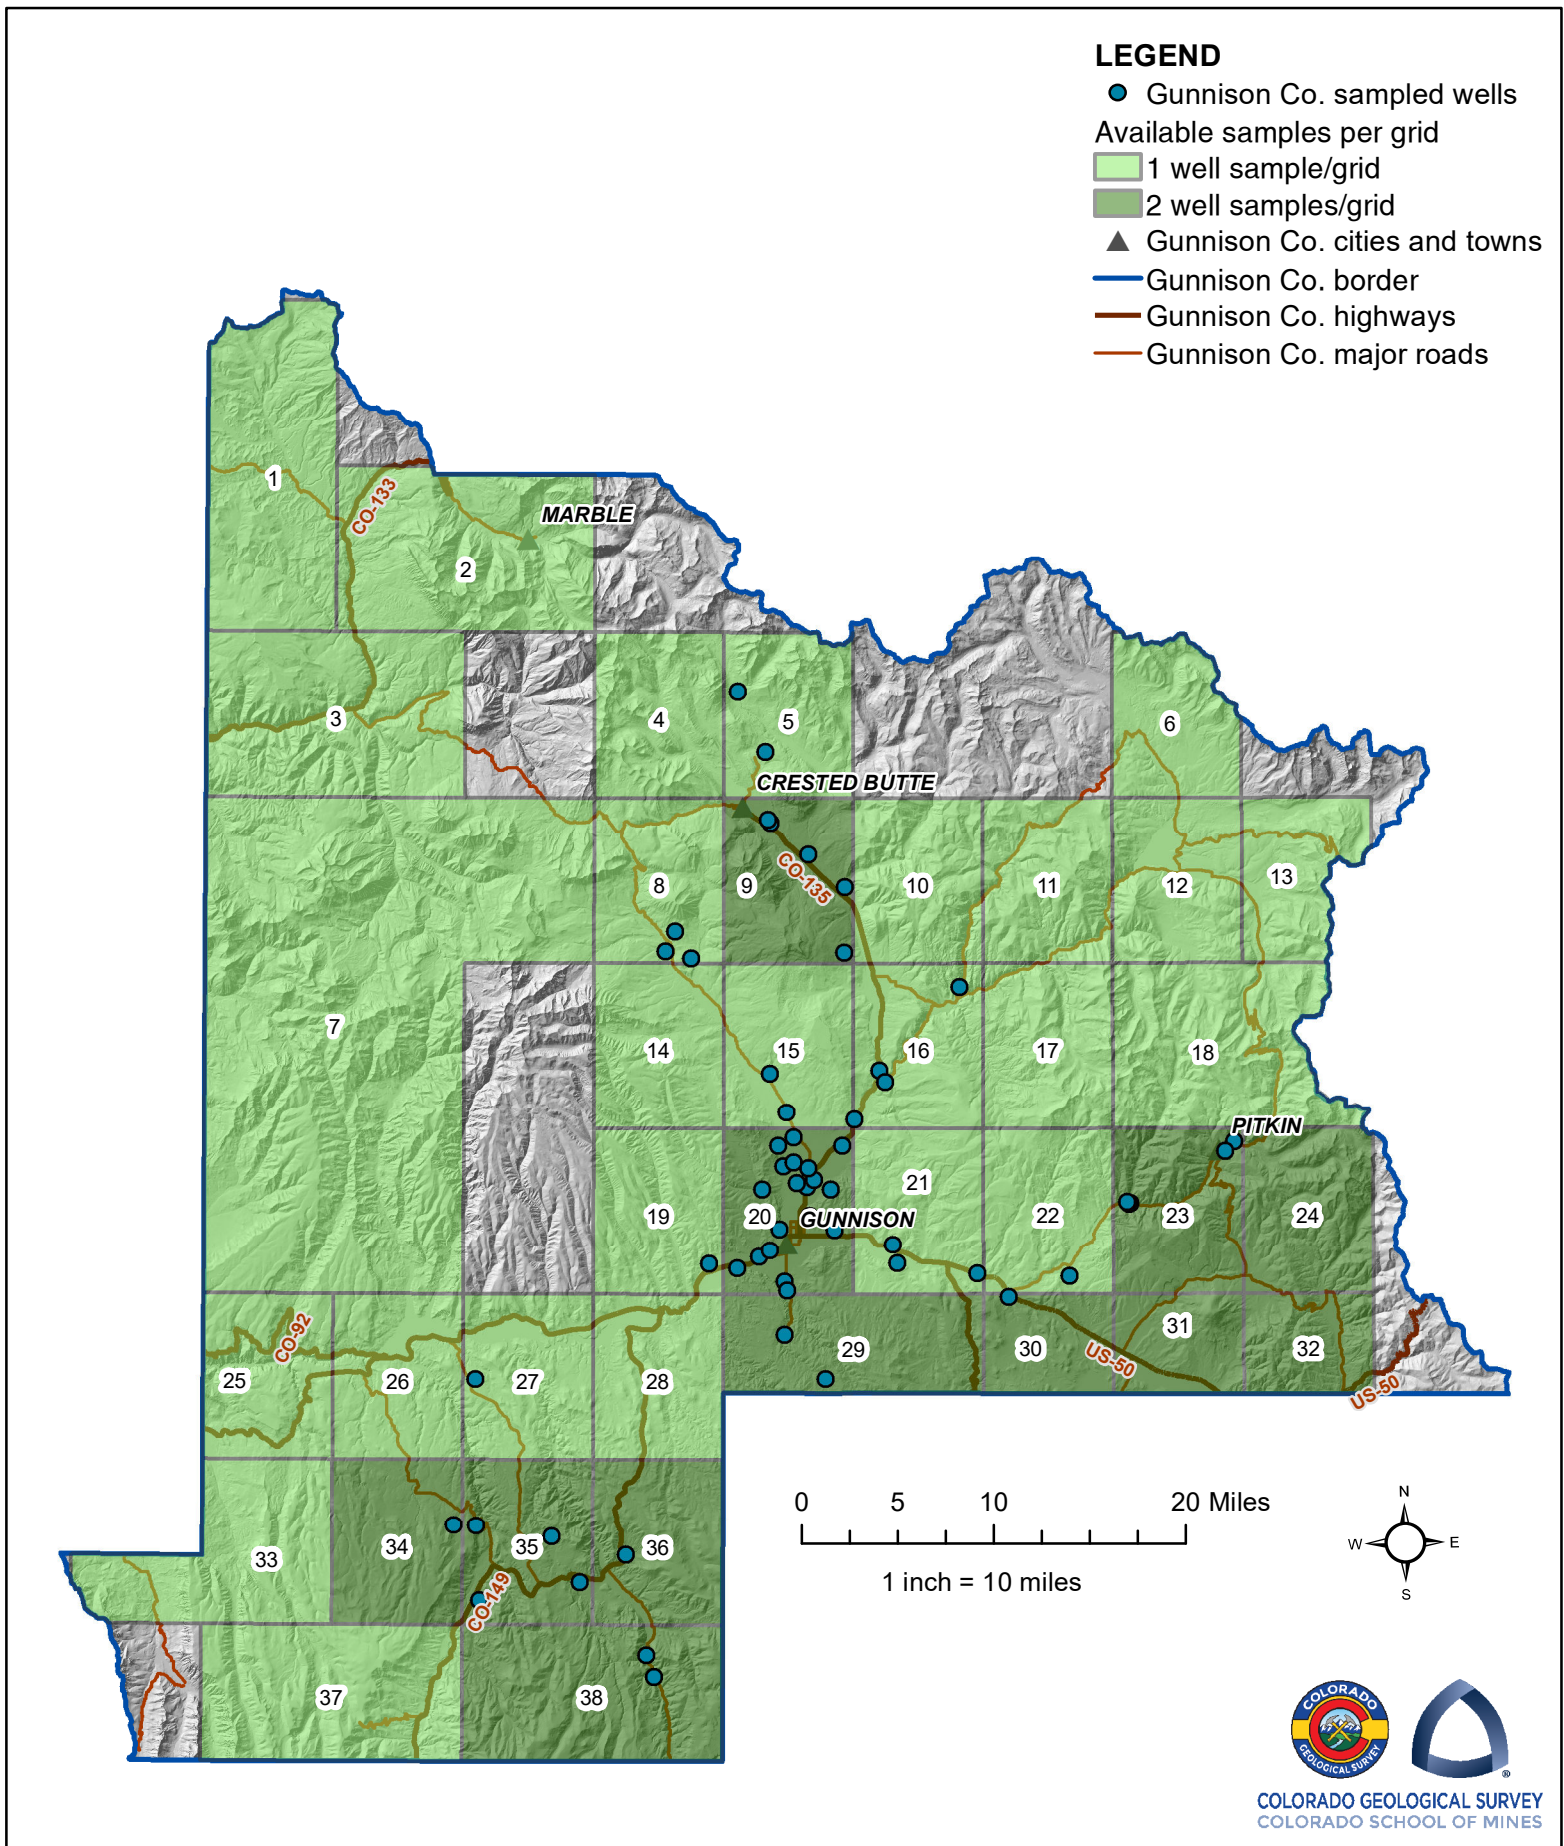 LEGEND
Gunnison Co. sampled wells
Available samples per grid
1 well sample/grid
2 well samples/grid
Gunnison Co. cities and towns
Gunnison Co. border
Gunnison Co. highways
Gunnison Co. major roads
1
CO-133
MARBLE
2
3
4
5
6
CRESTED BUTTE
CO-135
8
9
10
11
12
13
7
14
15
16
17
18
PITKIN
19
20
GUNNISON
21
22
23
24
CO-92
25
26
27
28
29
30
US-50
31
32
US-50
33
34
35
36
CO-149
37
38
0 5 10 20 Miles
1 inch = 10 miles
N
W E
S
COLORADO
GEOLOGICAL SURVEY
®
COLORADO GEOLOGICAL SURVEY
COLORADO SCHOOL OF MINES